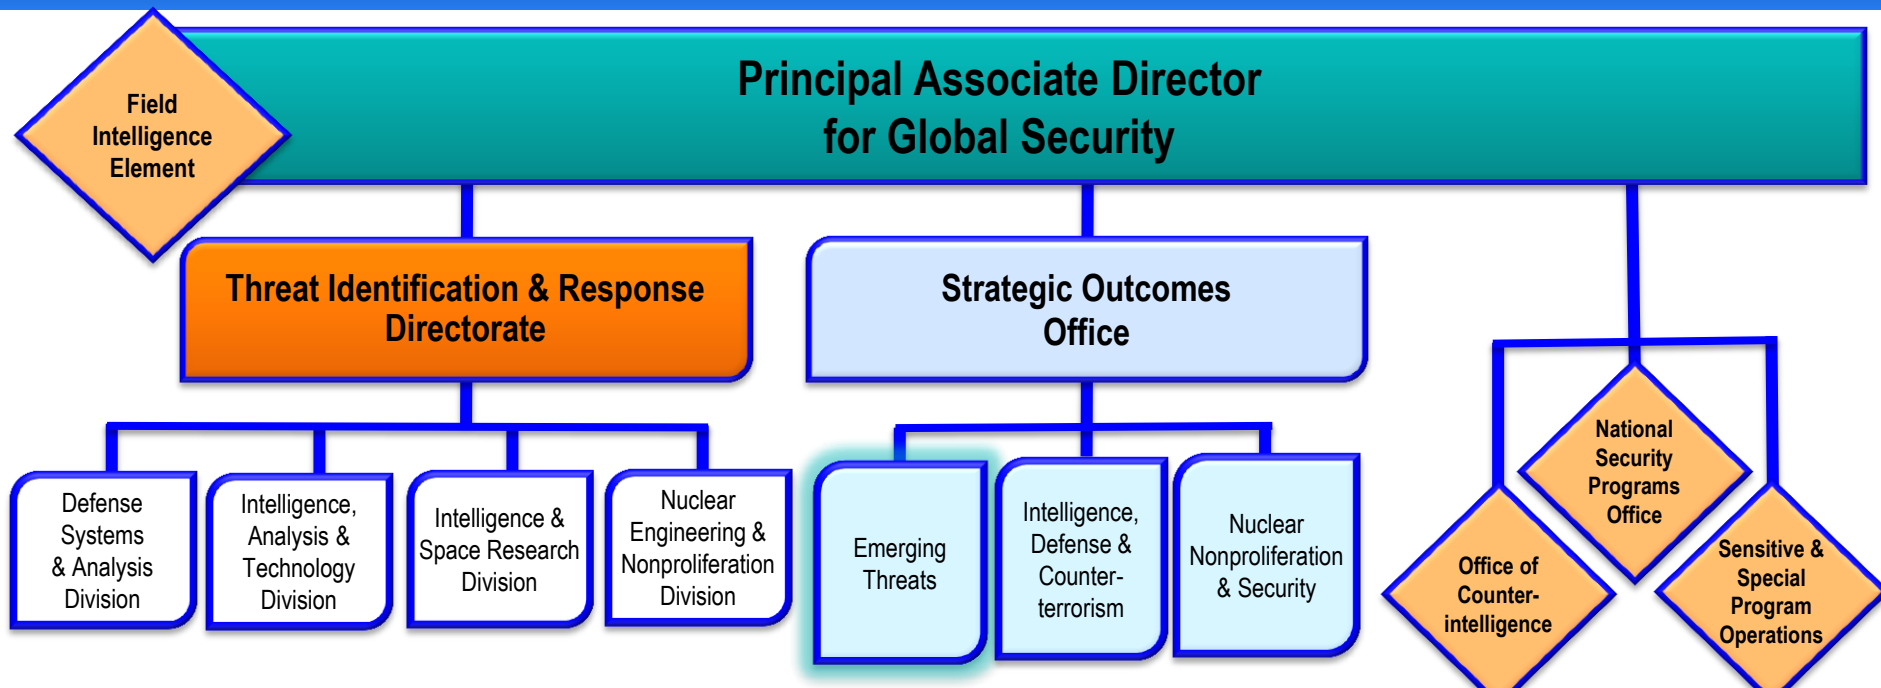 Principal Associate Director
for Global Security
Field
Intelligence
Element
Threat Identification & Response
Directorate
Strategic Outcomes
Office
Defense
Systems
& Analysis
Division
Intelligence,
Analysis &
Technology
Division
Intelligence &
Space Research
Division
Nuclear
Engineering &
Nonproliferation
Division
Emerging
Threats
Intelligence,
Defense &
Counter-
terrorism
Nuclear
Nonproliferation
& Security
Office of
Counter-
intelligence
National
Security
Programs
Office
Sensitive &
Special
Program
Operations